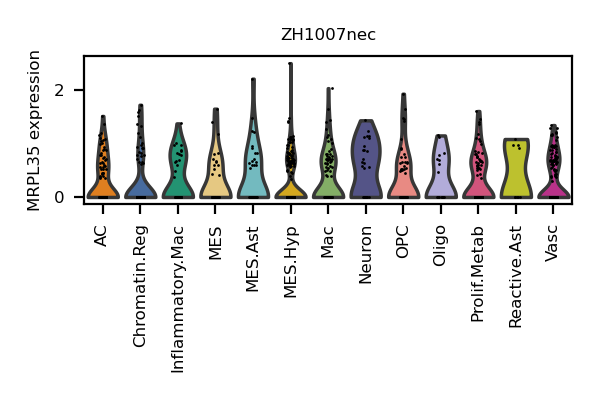 ZH1007nec
MRPL35 expression
2
0
AC
Chromatin.Reg
Inflammatory.Mac
MES
MES.Ast
MES.Hyp
Mac
Neuron
OPC
Oligo
Prolif.Metab
Reactive.Ast
Vasc